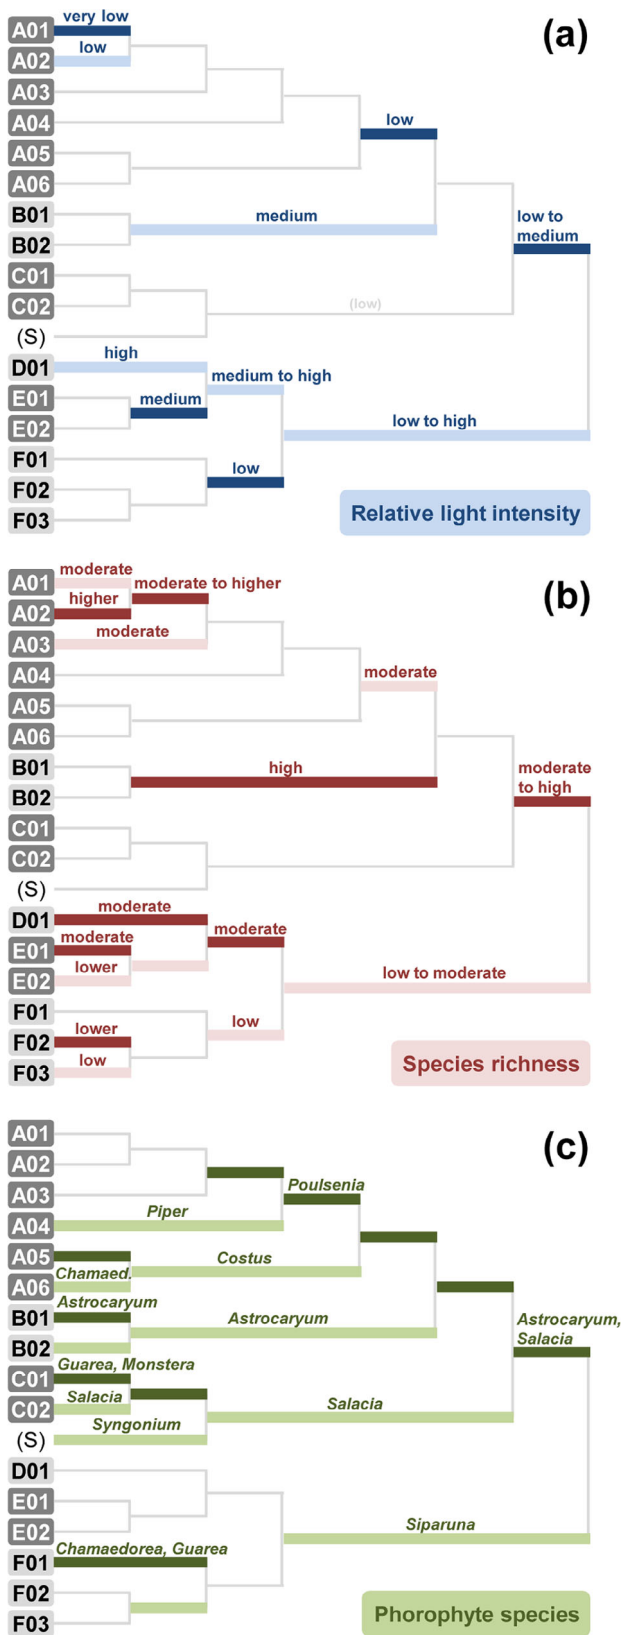 very low
A01
(a)
low
A02
A03
A04
low
A05
A06
B01
medium
low to
medium
B02
C01
C02
(low)
(S)
high
D01
medium to high
E01
medium
low to high
E02
F01
low
F02
Relative light intensity
F03
moderate
A01
moderate to higher
(b)
higher
A02
moderate
A03
moderate
A04
A05
A06
B01
high
moderate
to high
B02
C01
C02
(S)
moderate
D01
moderate
moderate
E01
lower
low to moderate
E02
F01
lower
low
F02
low
Species richness
F03
A01
(c)
A02
Poulsenia
A03
Piper
A04
A05
Costus
Chamaed.
A06
Astrocaryum
B01
Astrocaryum
Astrocaryum,
Salacia
B02
Guarea, Monstera
C01
Salacia
Salacia
C02
Syngonium
(S)
D01
E01
Siparuna
E02
Chamaedorea, Guarea
F01
F02
Phorophyte species
F03